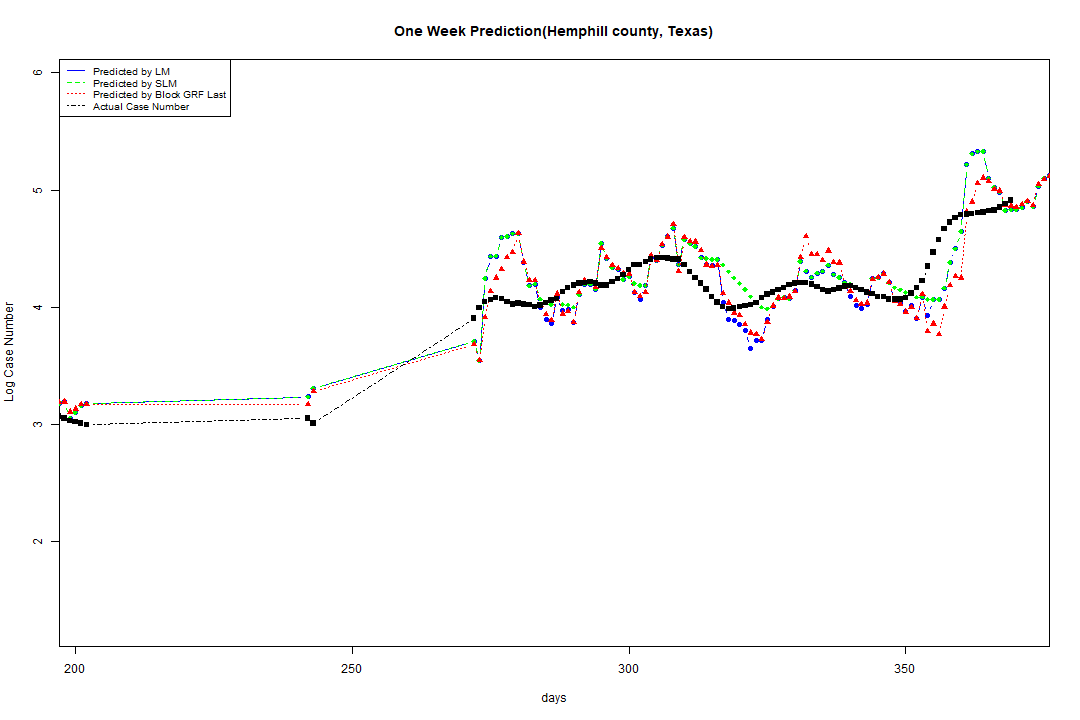 One Week Prediction(Hemphill county, Texas)
Predicted by LM
Predicted by SLM
Predicted by Block GRF Last
Actual Case Number
6
5
4
3
2
Log Case Number
200 250 300 350
days